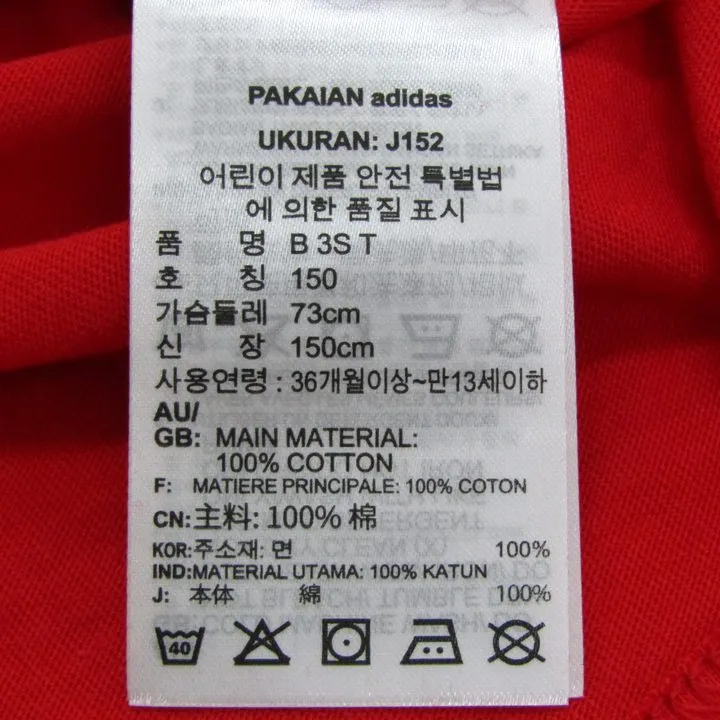 PAKAIAN adidas
UKURAN: J152
어린이 제품 안전 특별법
에 의한 품질 표시
품 명 B 3S T
호 칭 150
가슴둘레 73cm
신 장 150cm
사용연령 : 36개월이상~만13세이하
AU/
GB: MAIN MATERIAL:
100% COTTON
F: MATIERE PRINCIPALE: 100% COTON
CN:主料: 100% 棉
KOR:주소재: 면 100%
IND:MATERIAL UTAMA: 100% KATUN
J: 本体 綿 100%
40